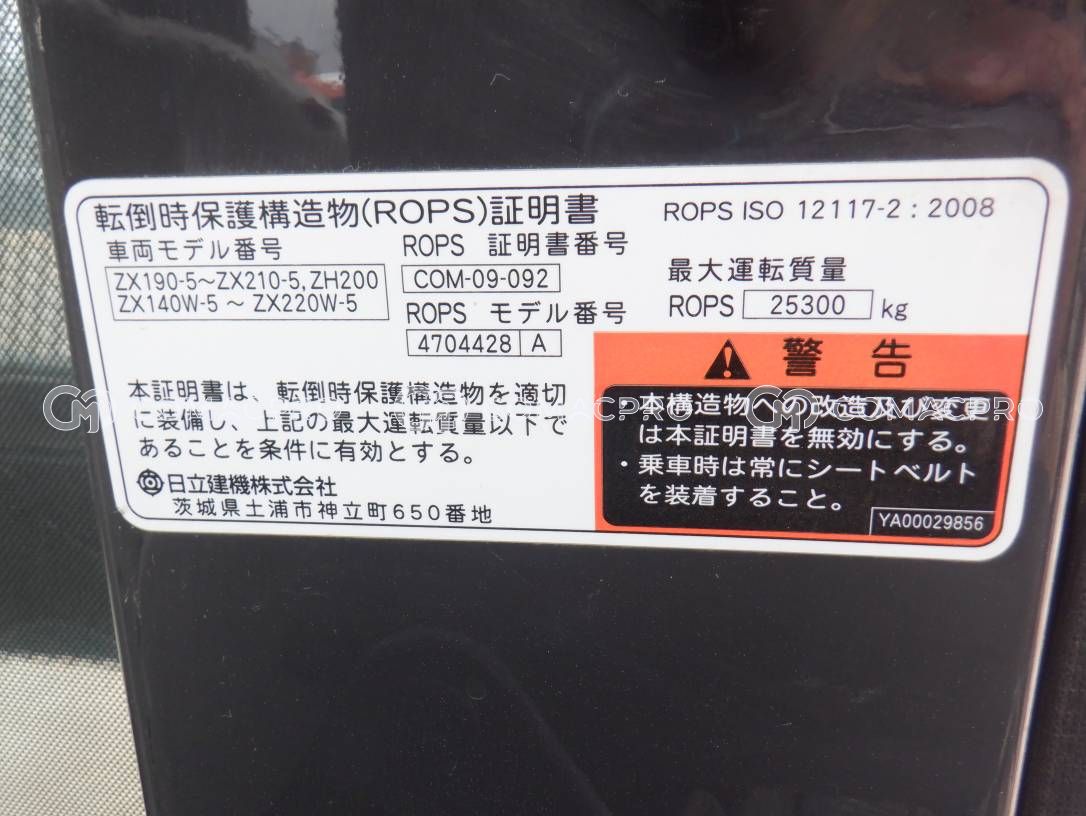 転倒時保護構造物(ROPS)証明書
ROPS ISO 12117-2 : 2008
車両モデル番号
ZX190-5～ZX210-5, ZH200
ZX140W-5 ～ ZX220W-5
ROPS 証明書番号
COM-09-092
ROPS モデル番号
4704428 A
最大運転質量
ROPS 25300 kg
本証明書は、転倒時保護構造物を適切
に装備し、上記の最大運転質量以下で
あることを条件に有効とする。
日立建機株式会社
茨城県土浦市神立町650番地
警告
・本構造物への改造及び変更
は本証明書を無効にする。
・乗車時は常にシートベルト
を装着すること。
YA00029856